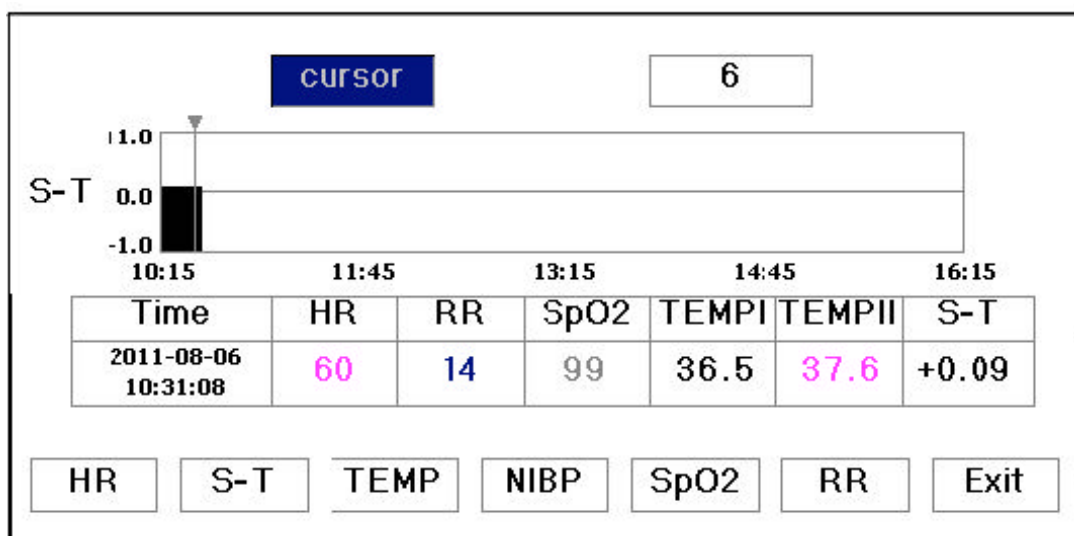 cursor 6
+1.0
S-T 0.0
-1.0
10:15 11:45 13:15 14:45 16:15
Time HR RR SpO2 TEMPI TEMPII S-T
2011-08-06
10:31:08 60 14 99 36.5 37.6 +0.09
HR S-T TEMP NIBP SpO2 RR Exit